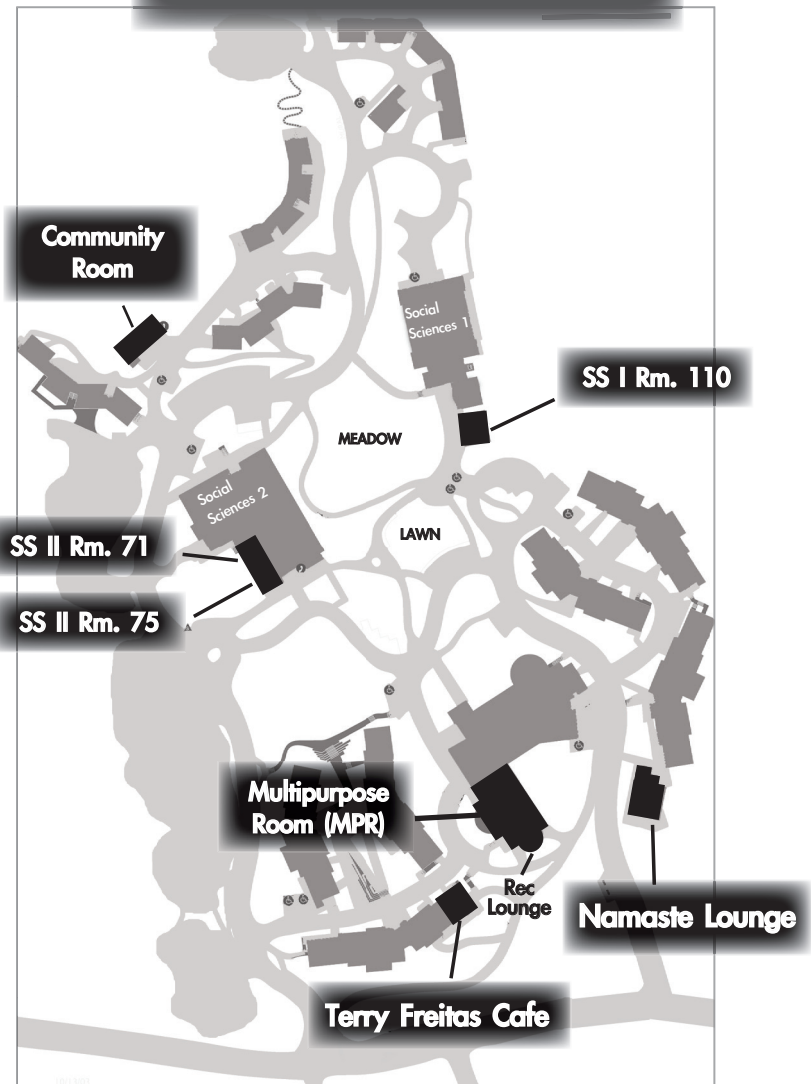 Community
Room
Social
Sciences 1
SS I Rm. 110
MEADOW
Social
Sciences 2
LAWN
SS II Rm. 71
SS II Rm. 75
Multipurpose
Room (MPR)
Rec
Lounge
Namaste Lounge
Terry Freitas Cafe